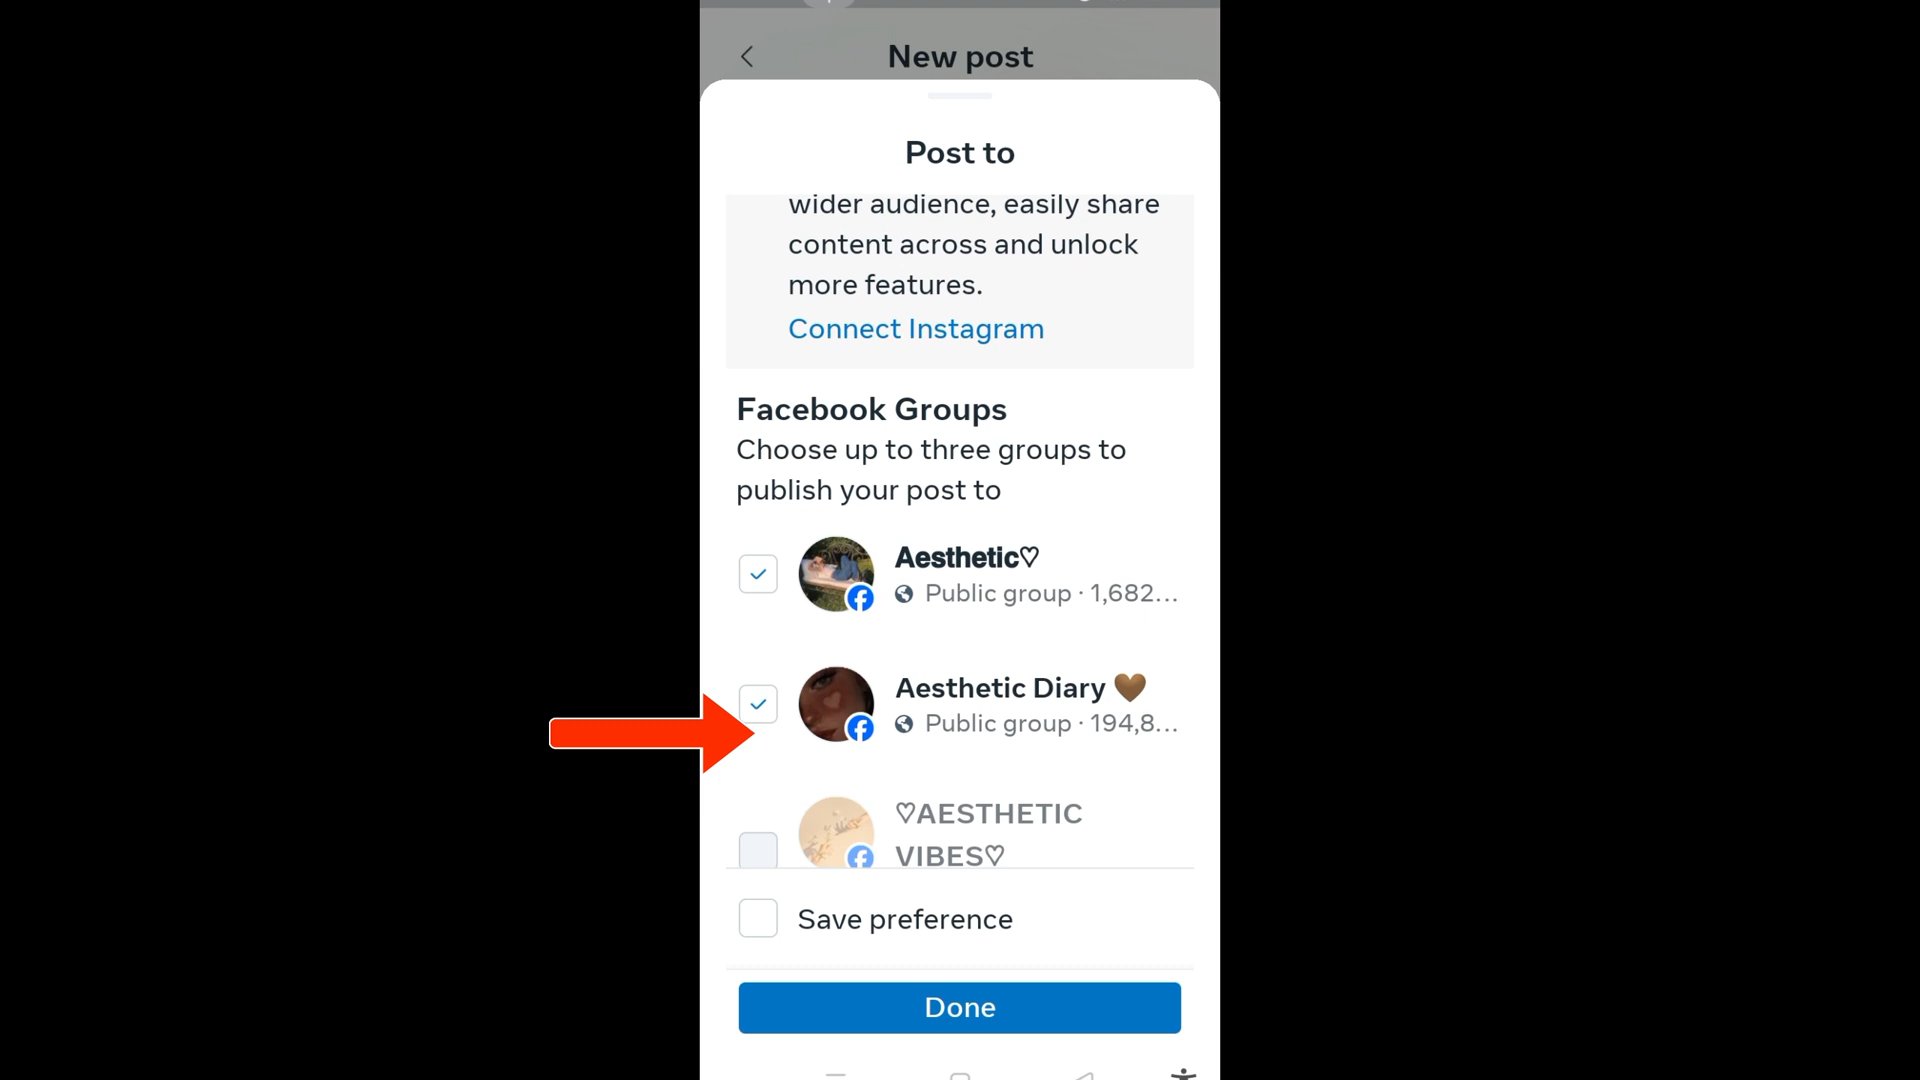 New post
Post to
wider audience, easily share
content across and unlock
more features.
Connect Instagram
Facebook Groups
Choose up to three groups to
publish your post to
Aesthetic♡
Public group · 1,682...
Aesthetic Diary 🤎
Public group · 194,8...
♡AESTHETIC
VIBES♡
Save preference
Done